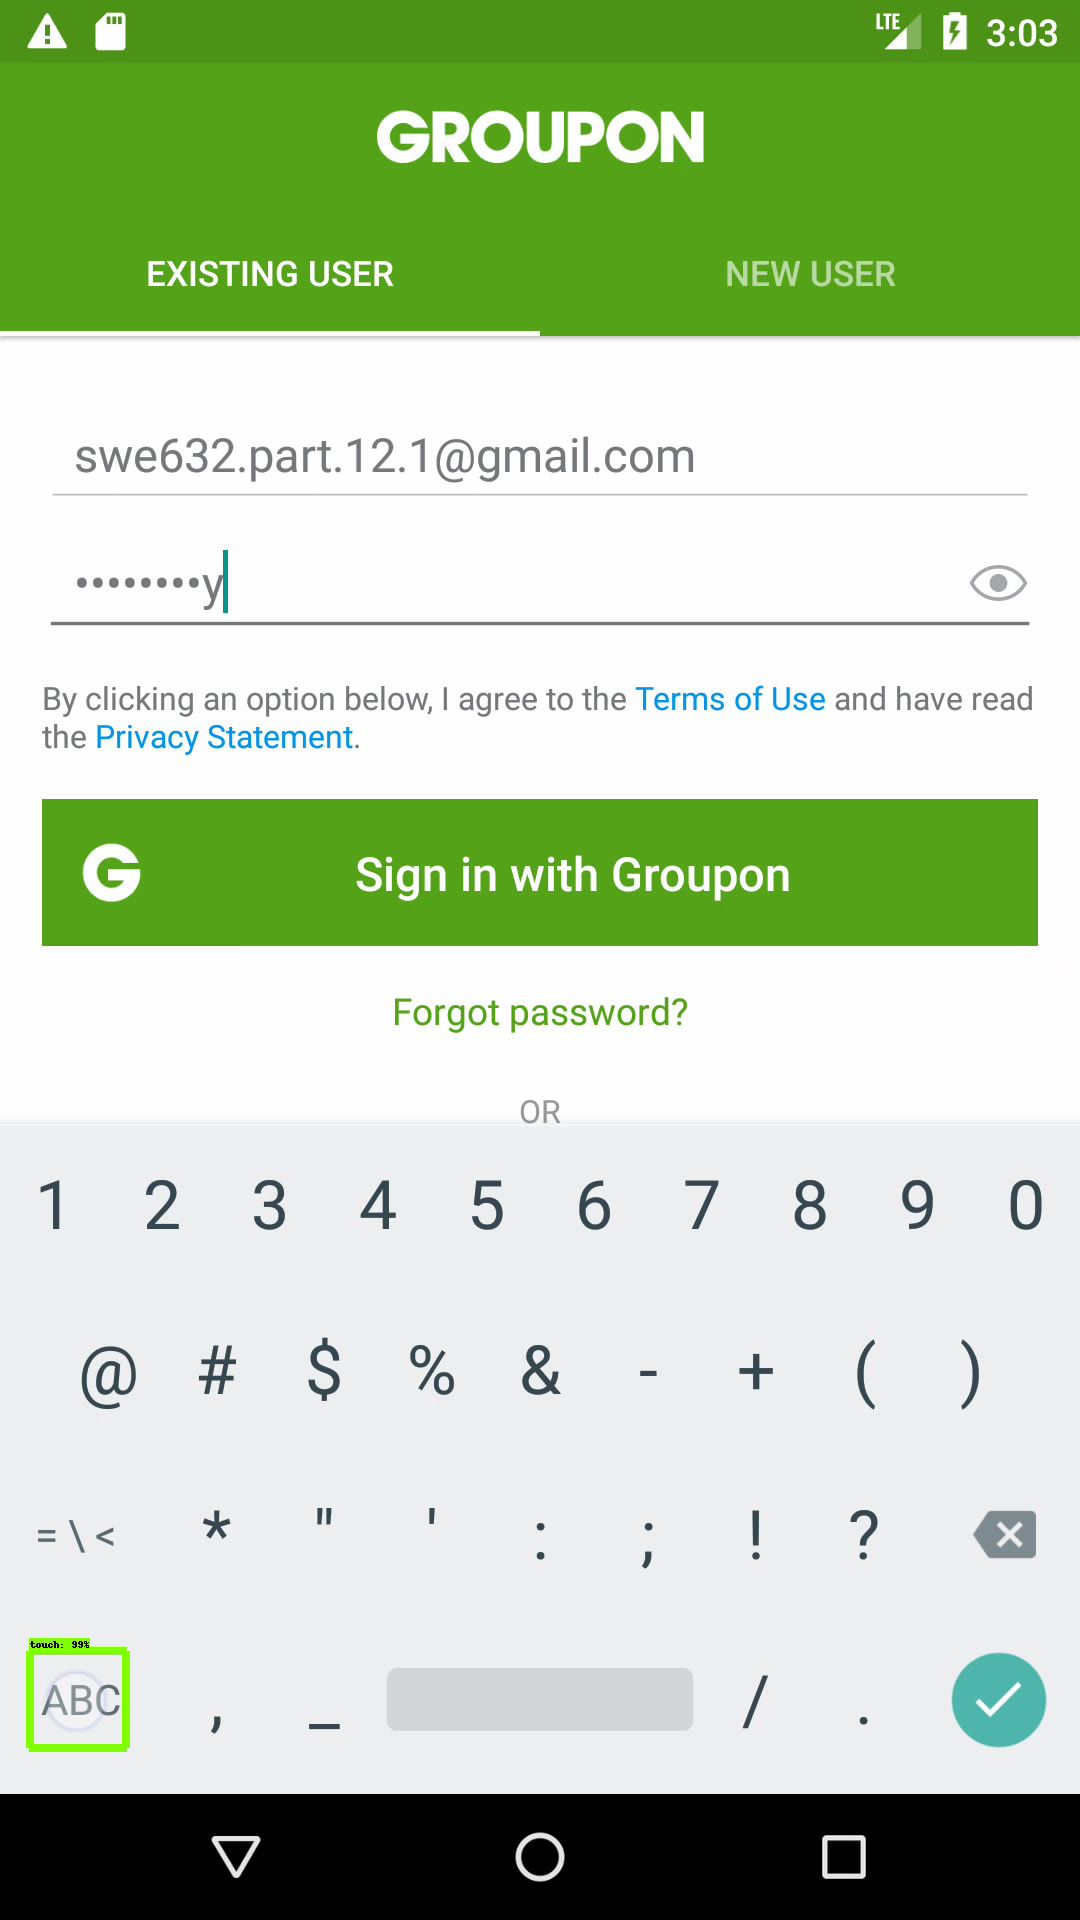 LTE 3:03
GROUPON
EXISTING USER NEW USER
swe632.part.12.1@gmail.com
••••••••y
By clicking an option below, I agree to the Terms of Use and have read
the Privacy Statement.
G Sign in with Groupon
Forgot password?
OR
1 2 3 4 5 6 7 8 9 0
@ # $ % & - + ( )
= \ < * " ' : ; ! ?
touch: 99%
ABC , _ / .